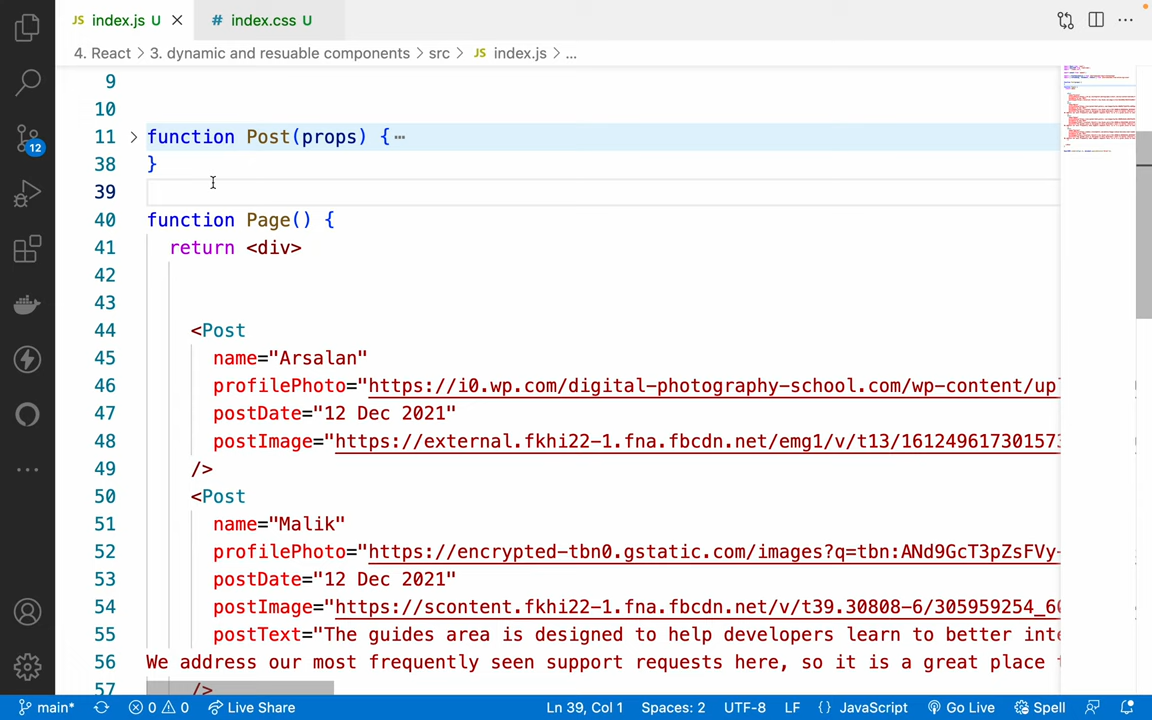 JS index.js U ×
# index.css U
4. React > 3. dynamic and resuable components > src > JS index.js > ...
9
10
11 > function Post(props) { ⋯
38 }
39
40 function Page() {
41 return <div>
42
43
44 <Post
45 name="Arsalan"
46 profilePhoto="https://i0.wp.com/digital-photography-school.com/wp-content/up
47 postDate="12 Dec 2021"
48 postImage="https://external.fkhi22-1.fna.fbcdn.net/emg1/v/t13/161249617301573
49 />
50 <Post
51 name="Malik"
52 profilePhoto="https://encrypted-tbn0.gstatic.com/images?q=tbn:ANd9GcT3pZsFVy-
53 postDate="12 Dec 2021"
54 postImage="https://scontent.fkhi22-1.fna.fbcdn.net/v/t39.30808-6/305959254_60
55 postText="The guides area is designed to help developers learn to better inte
56 We address our most frequently seen support requests here, so it is a great place
57 />
12
main* 0 0 Live Share Ln 39, Col 1 Spaces: 2 UTF-8 LF {} JavaScript Go Live Spell